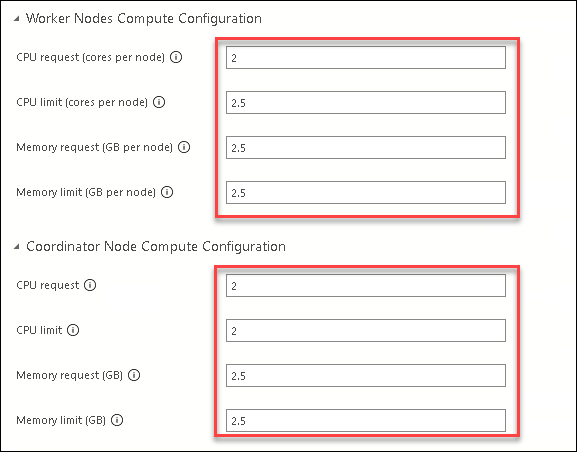 Worker Nodes Compute Configuration
CPU request (cores per node) 2
CPU limit (cores per node) 2.5
Memory request (GB per node) 2.5
Memory limit (GB per node) 2.5
Coordinator Node Compute Configuration
CPU request 2
CPU limit 2
Memory request (GB) 2.5
Memory limit (GB) 2.5